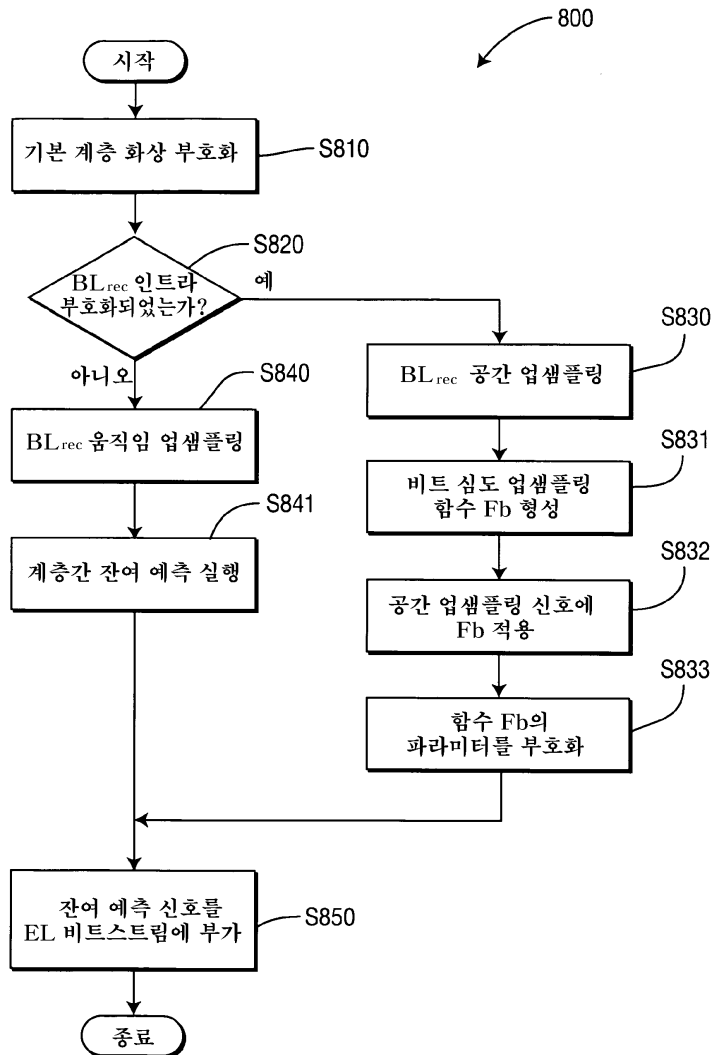 800
시작
기본 계층 화상 부호화
S810
S820
BLrec 인트라
부호화되었는가?
예
아니오
S830
BLrec 공간 업샘플링
S840
BLrec 움직임 업샘플링
S831
비트 심도 업샘플링
함수 Fb 형성
S841
계층간 잔여 예측 실행
S832
공간 업샘플링 신호에
Fb 적용
S833
함수 Fb의
파라미터를 부호화
잔여 예측 신호를
EL 비트스트림에 부가
S850
종료